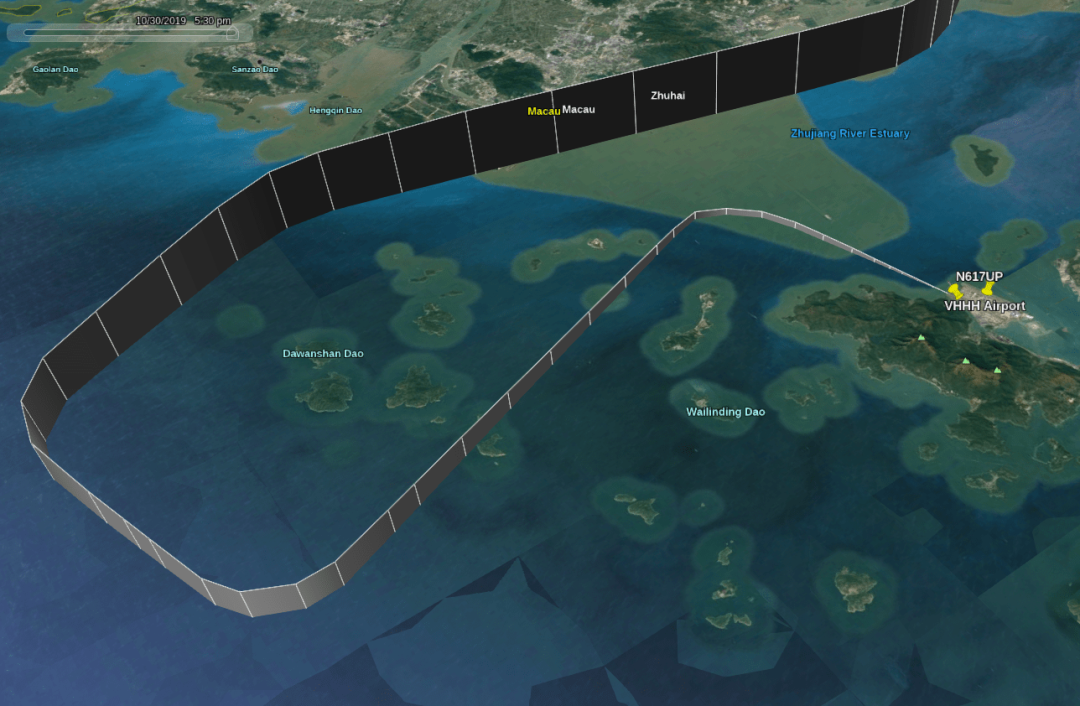 10/30/2019 5:30 pm
Gaolan Dao
Sanzao Dao
Hengqin Dao
Macau
Macau
Zhuhai
Zhujiang River Estuary
N617UP
VHHH Airport
Dawanshan Dao
Wailinding Dao